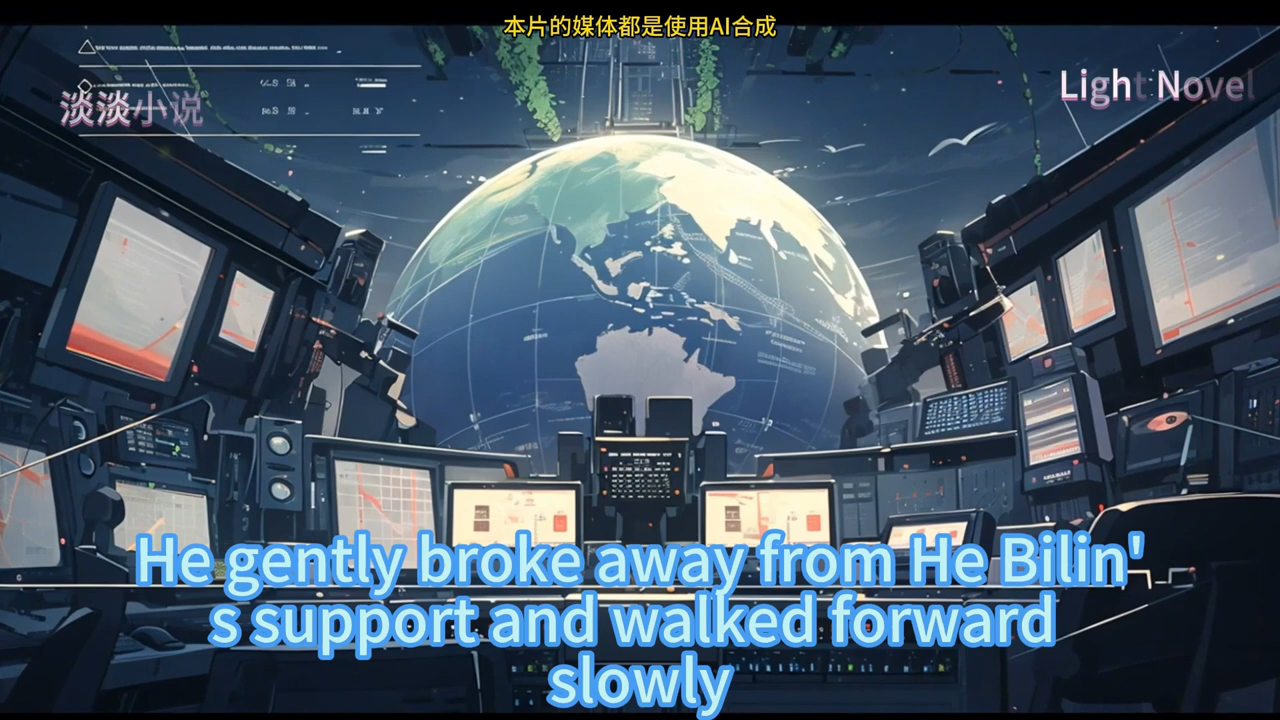 本片的媒体都是使用AI合成
淡淡小说
Light Novel
He gently broke away from He Bilin'
s support and walked forward
slowly